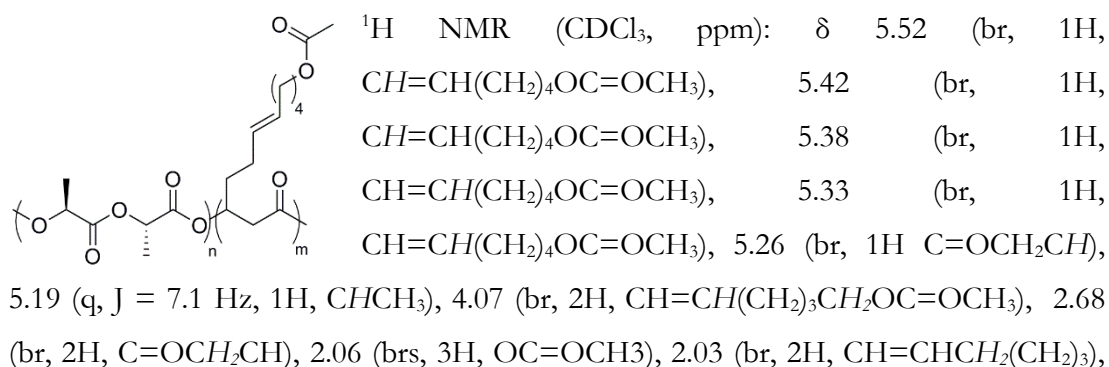 ¹H NMR (CDCl₃, ppm): δ 5.52 (br, 1H,
CH=CH(CH₂)₄OC=OCH₃), 5.42 (br, 1H,
CH=CH(CH₂)₄OC=OCH₃), 5.38 (br, 1H,
CH=CH(CH₂)₄OC=OCH₃), 5.33 (br, 1H,
CH=CH(CH₂)₄OC=OCH₃), 5.26 (br, 1H C=OCH₂CH),
5.19 (q, J = 7.1 Hz, 1H, CHCH₃), 4.07 (br, 2H, CH=CH(CH₂)₃CH₂OC=OCH₃), 2.68
(br, 2H, C=OCH₂CH), 2.06 (brs, 3H, OC=OCH3), 2.03 (br, 2H, CH=CHCH₂(CH₂)₃),
O
O
( )4
O O O
( O O O )n ( )m
O